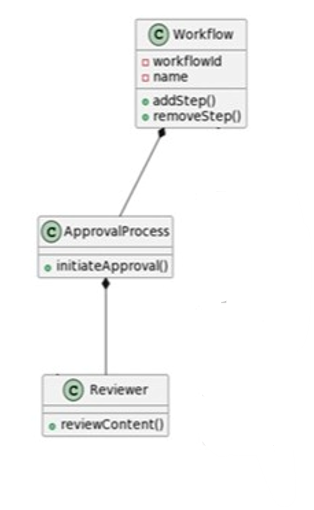 C Workflow
workflowId
name
addStep()
removeStep()
C ApprovalProcess
initiateApproval()
C Reviewer
reviewContent()